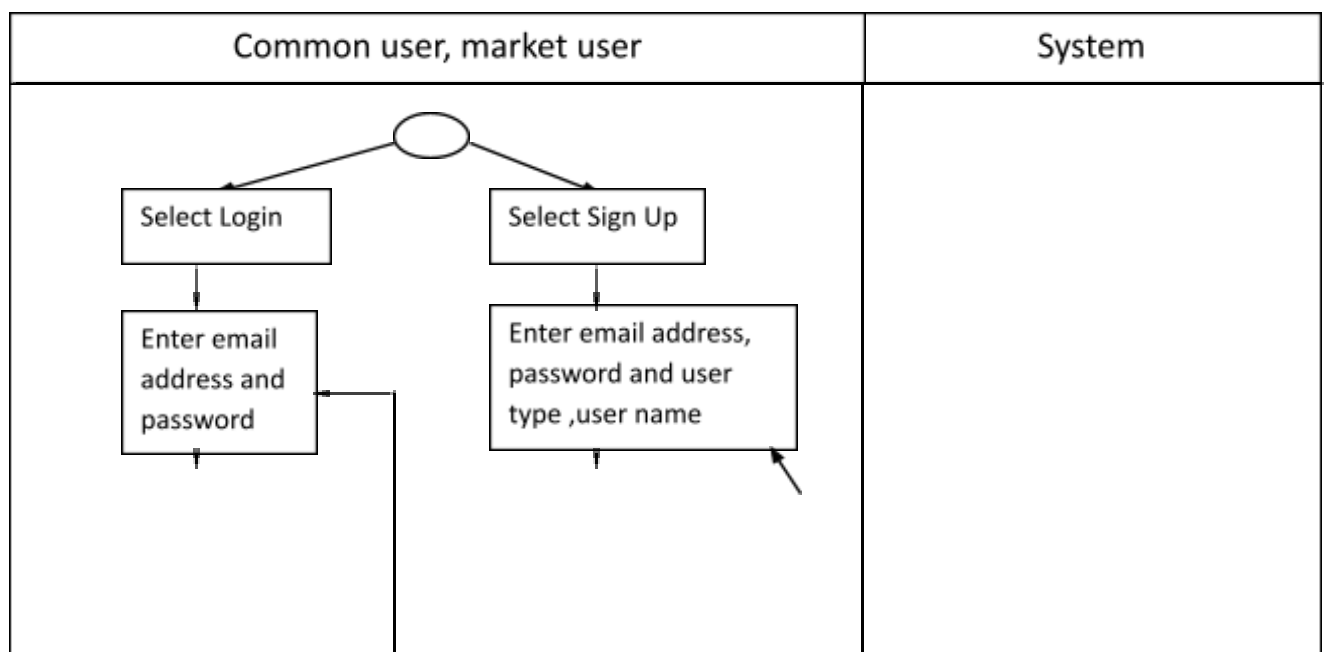 Common user, market user
System
Select Login
Select Sign Up
Enter email
address and
password
Enter email address,
password and user
type ,user name